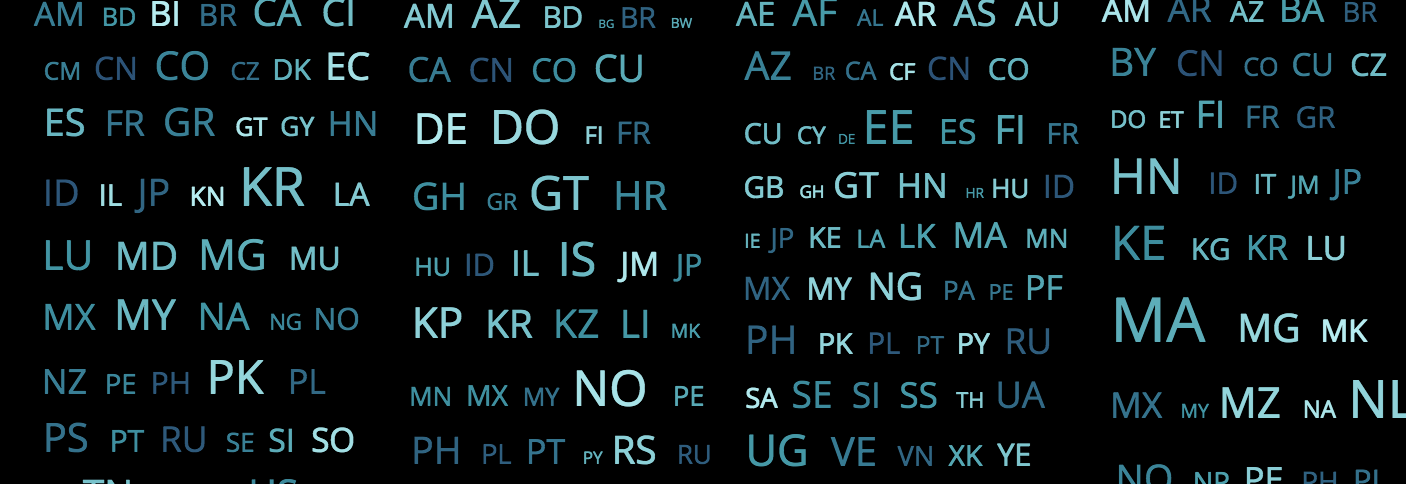 AM BD BI BR CA CI
CM CN CO CZ DK EC
ES FR GR GT GY HN
ID IL JP KN KR LA
LU MD MG MU
MX MY NA NG NO
NZ PE PH PK PL
PS PT RU SE SI SO
TN US
AM AZ BD BG BR BW
CA CN CO CU
DE DO FI FR
GH GR GT HR
HU ID IL IS JM JP
KP KR KZ LI MK
MN MX MY NO PE
PH PL PT PY RS RU
AE AF AL AR AS AU
AZ BR CA CF CN CO
CU CY DE EE ES FI FR
GB GH GT HN HR HU ID
IE JP KE LA LK MA MN
MX MY NG PA PE PF
PH PK PL PT PY RU
SA SE SI SS TH UA
UG VE VN XK YE
AM AR AZ BA BR
BY CN CO CU CZ
DO ET FI FR GR
HN ID IT JM JP
KE KG KR LU
MA MG MK
MX MY MZ NA NL
NO NP PE PH PL